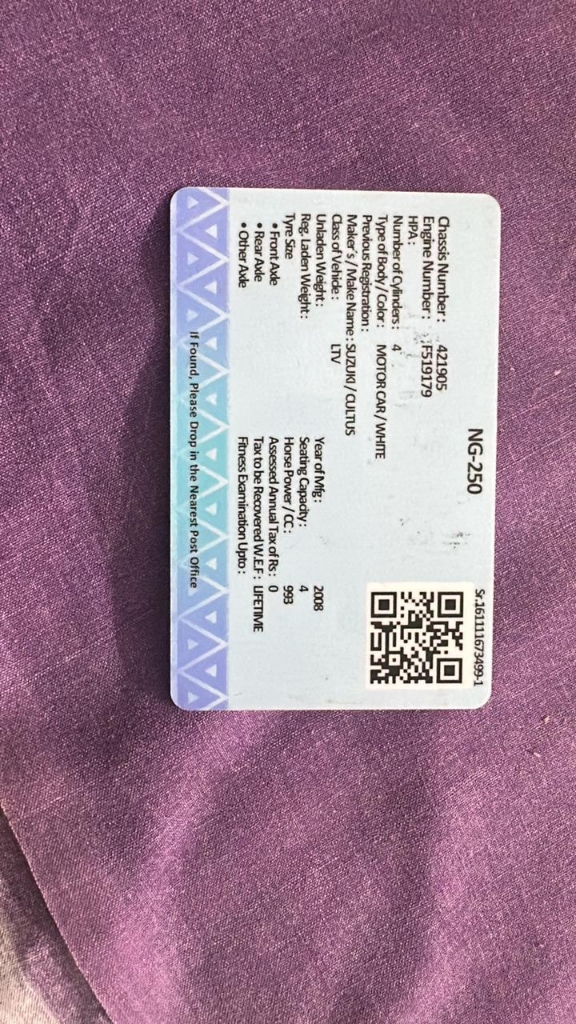 Sr.161111673499-1
NG-250
Chassis Number : 421905
Engine Number : F519179
HPA :
Number of Cylinders : 4
Type of Body / Color : MOTOR CAR / WHITE
Previous Registration :
Maker's / Make Name : SUZUKI / CULTUS
Class of Vehicle : LTV
Unladen Weight : Year of Mfg : 2008
Reg. Laden Weight : Seating Capacity : 4
Tyre Size Horse Power / CC : 993
• Front Axle Assessed Annual Tax of Rs : 0
• Rear Axle Tax to be Recovered W.E.F : LIFETIME
• Other Axle Fitness Examination Upto :
If Found, Please Drop in the Nearest Post Office